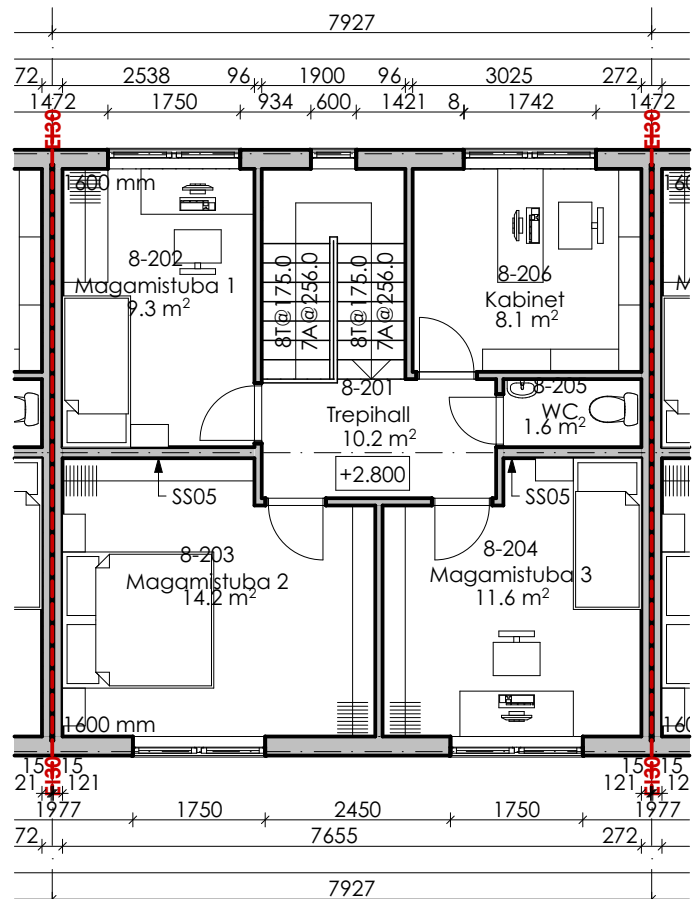 7927
72 2538 96 1900 96 3025 272
1472 1750 934 600 1421 8 1742 1472
1600 mm
8-202
Magamistuba 1
9.3 m²
8T@175.0
7A@256.0
8T@175.0
7A@256.0
8-206
Kabinet
8.1 m²
8-201
Trepihall
10.2 m²
+2.800
8-205
WC
1.6 m²
SS05
SS05
8-203
Magamistuba 2
14.2 m²
8-204
Magamistuba 3
11.6 m²
1600 mm
15 15 15 15
21 121 121 12
1977 1750 2450 1750 1977
72 7655 272
7927